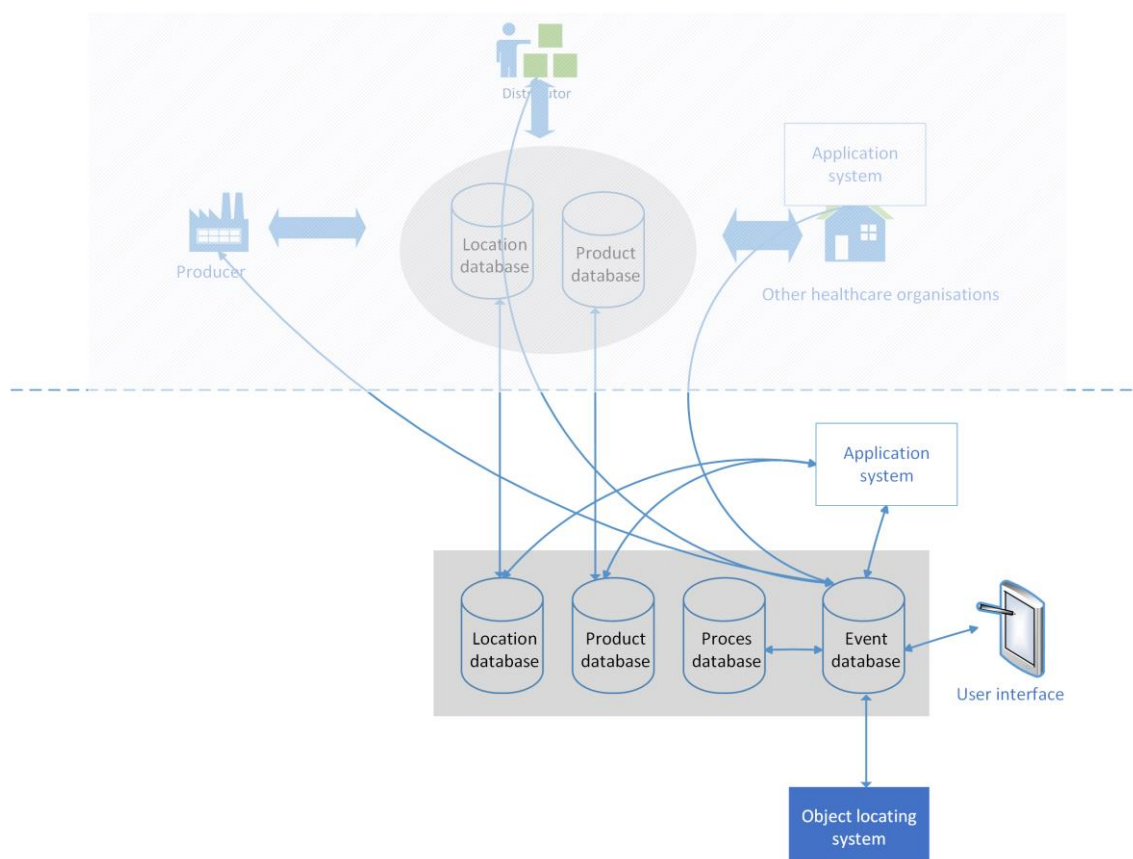 Distributor
Application
system
Location
database
Product
database
Producer
Other healthcare organisations
Application
system
Location
database
Product
database
Proces
database
Event
database
User interface
Object locating
system